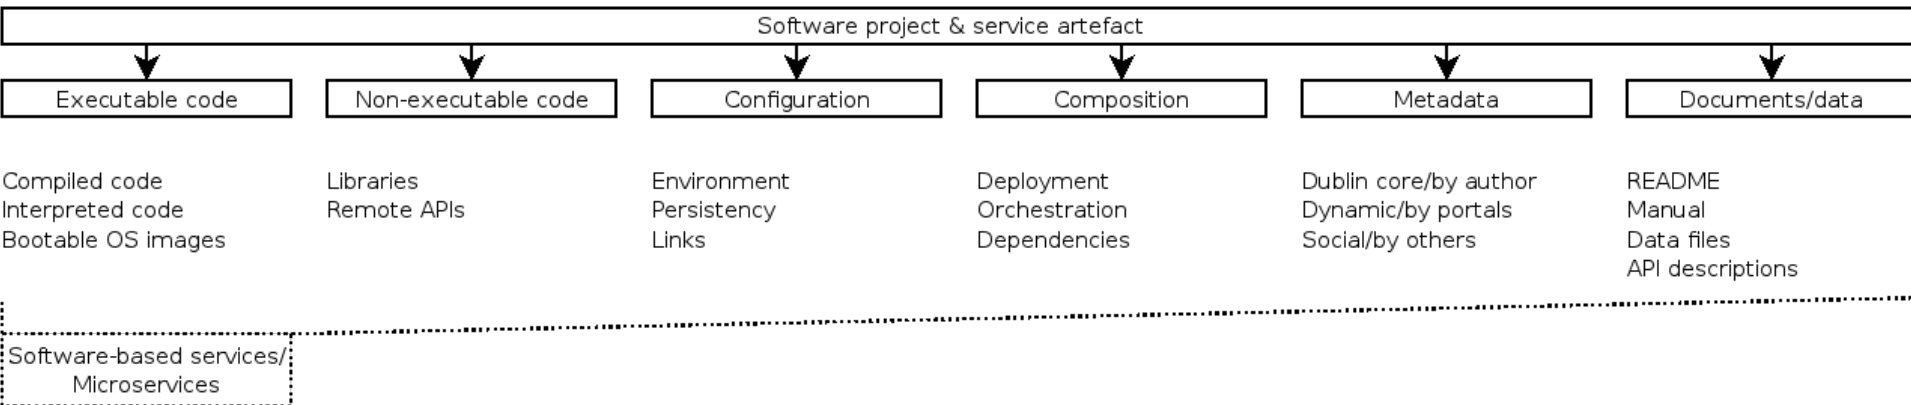 Software project & service artefact
Executable code
Non-executable code
Configuration
Composition
Metadata
Documents/data
Compiled code
Interpreted code
Bootable OS images
Libraries
Remote APIs
Environment
Persistency
Links
Deployment
Orchestration
Dependencies
Dublin core/by author
Dynamic/by portals
Social/by others
README
Manual
Data files
API descriptions
Software-based services/
Microservices